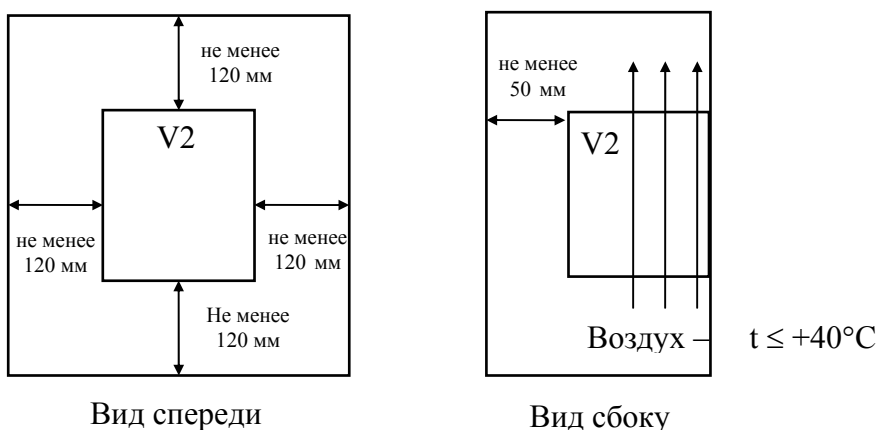 не менее
120 мм
V2
не менее
120 мм
не менее
120 мм
Не менее
120 мм
Вид спереди
не менее
50 мм
V2
Воздух – t ≤ +40°C
Вид сбоку